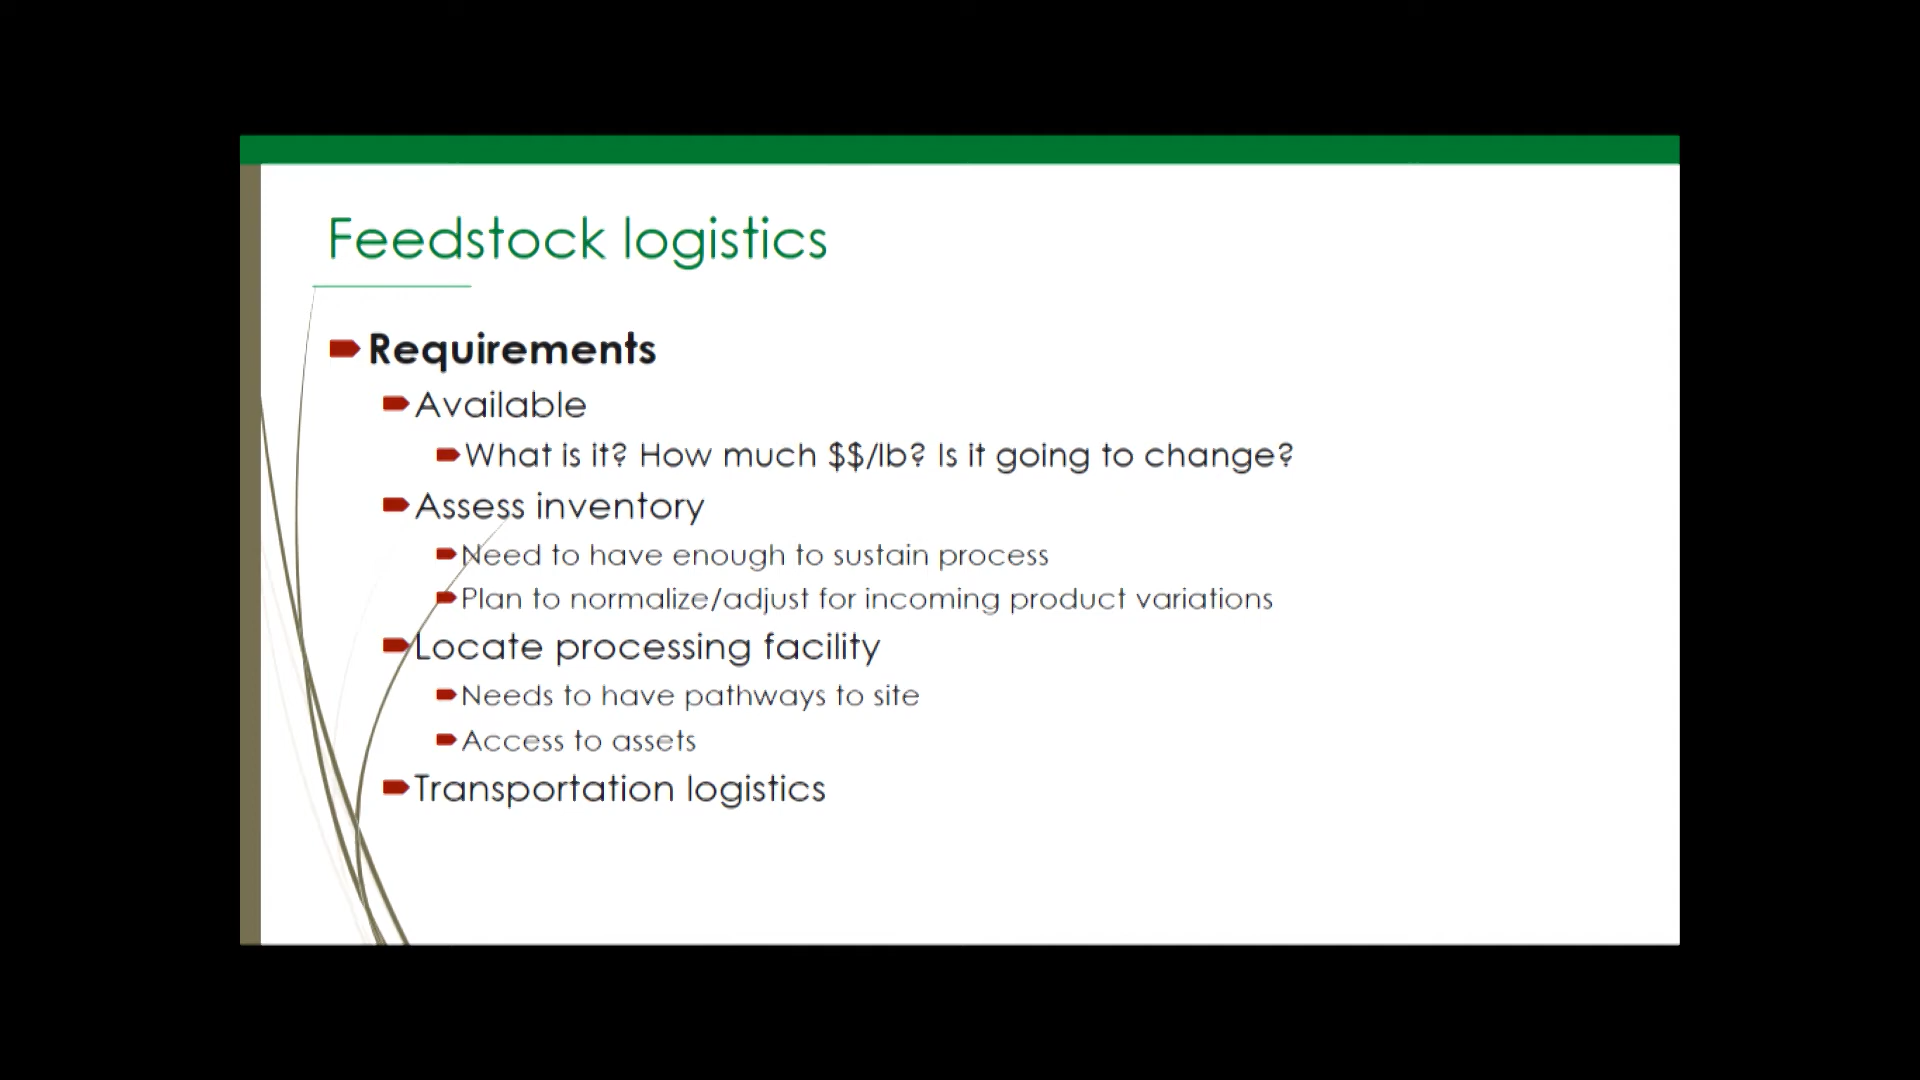 Feedstock logistics
Requirements
Available
What is it? How much $$/lb? Is it going to change?
Assess inventory
Need to have enough to sustain process
Plan to normalize/adjust for incoming product variations
Locate processing facility
Needs to have pathways to site
Access to assets
Transportation logistics